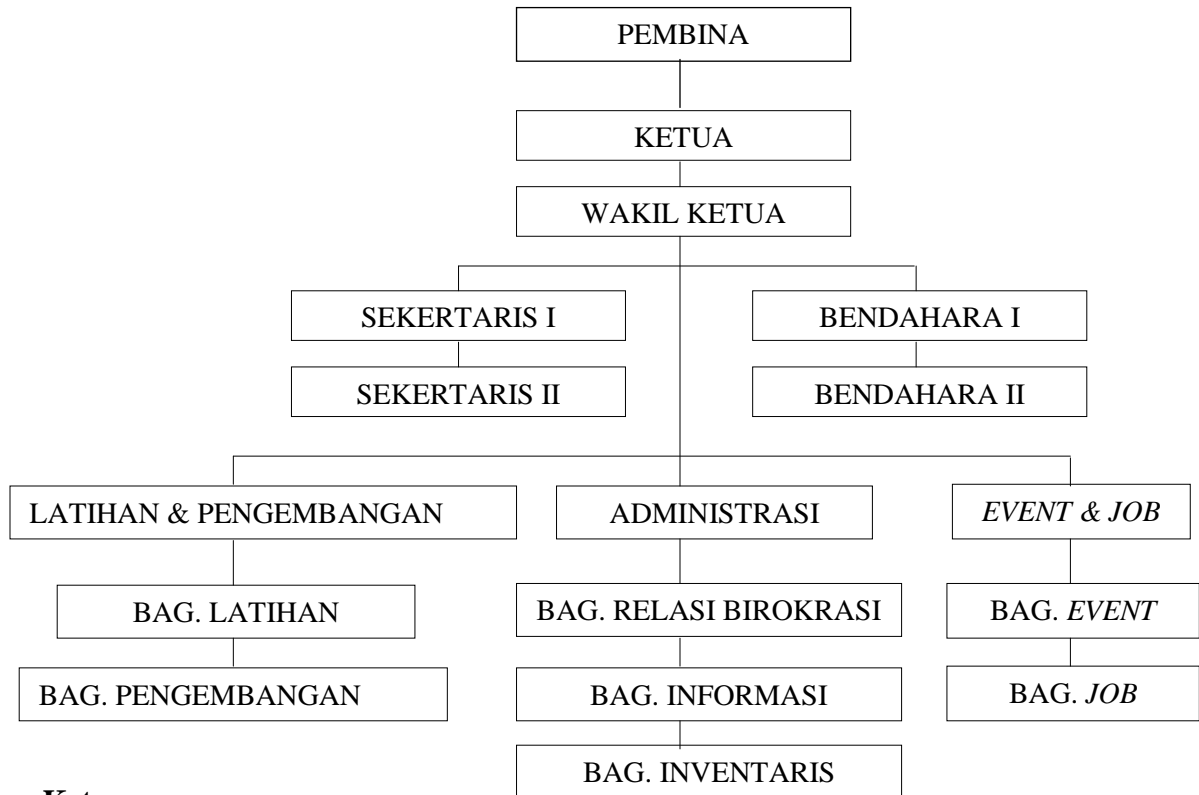 PEMBINA
KETUA
WAKIL KETUA
SEKERTARIS I
BENDAHARA I
SEKERTARIS II
BENDAHARA II
LATIHAN & PENGEMBANGAN
ADMINISTRASI
EVENT & JOB
BAG. LATIHAN
BAG. RELASI BIROKRASI
BAG. EVENT
BAG. PENGEMBANGAN
BAG. INFORMASI
BAG. JOB
BAG. INVENTARIS